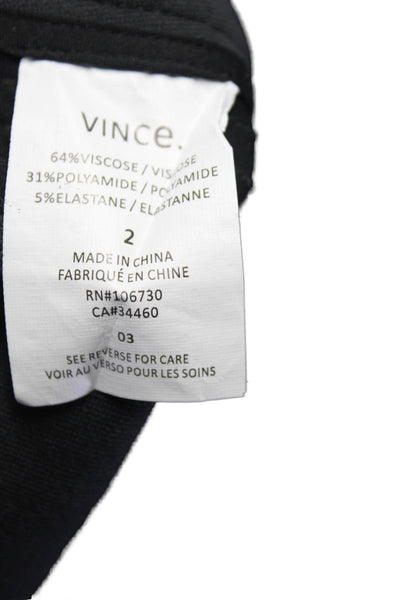 VINCE.
64%VISCOSE / VISCOSE
31%POLYAMIDE / POLYAMIDE
5%ELASTANE / ELASTANNE
2
MADE IN CHINA
FABRIQUÉ EN CHINE
RN#106730
CA#34460
03
SEE REVERSE FOR CARE
VOIR AU VERSO POUR LES SOINS